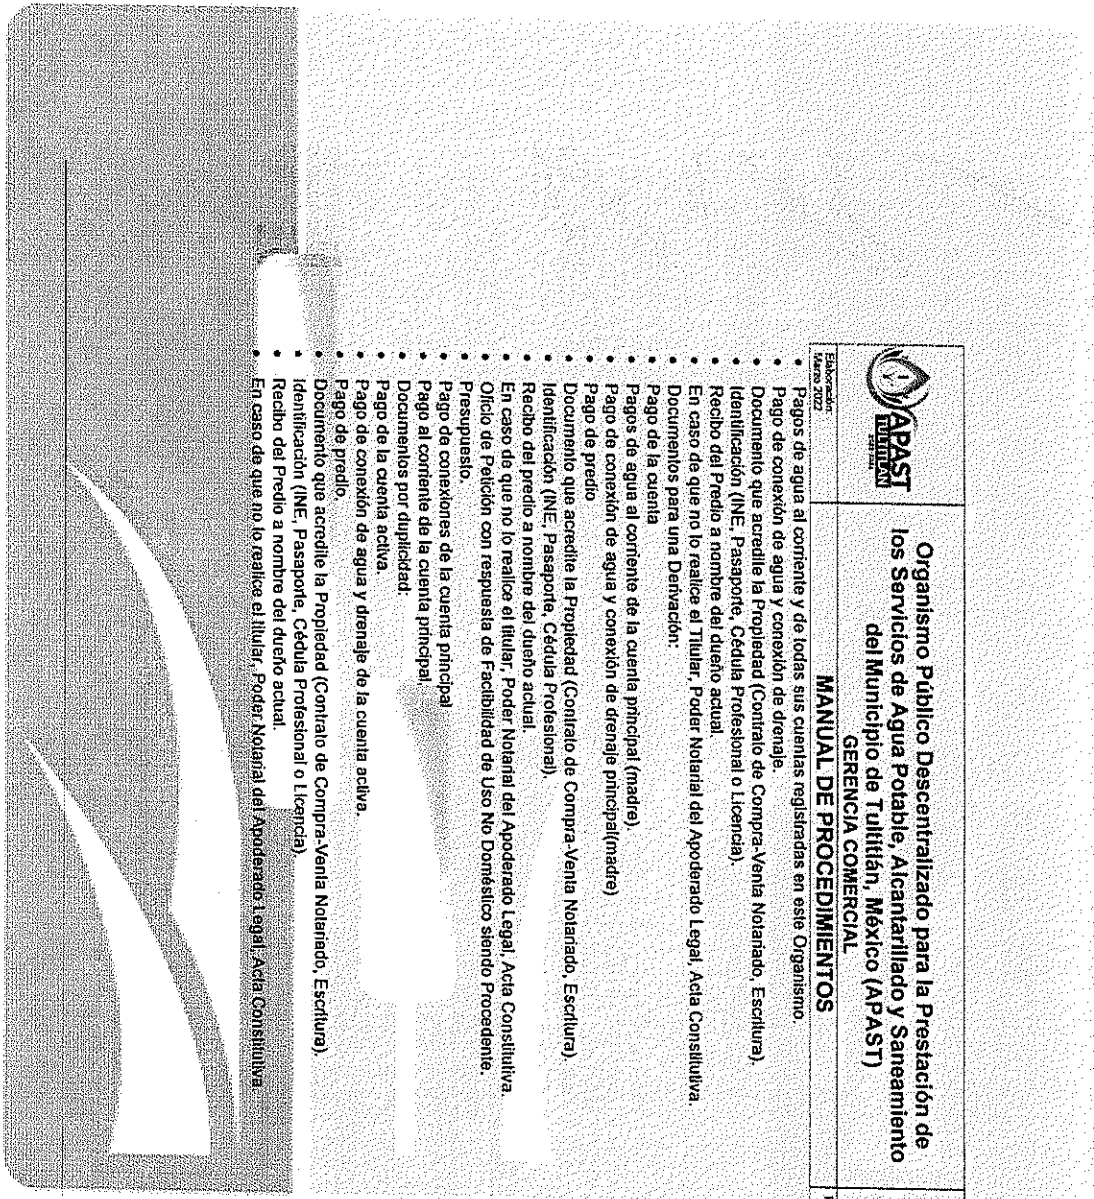 APAST
TULTITLÁN
Organismo Público Descentralizado para la Prestación de
los Servicios de Agua Potable, Alcantarillado y Saneamiento
del Municipio de Tultitlán, México (APAST)
GERENCIA COMERCIAL
Elaboración:
Marzo 2022
MANUAL DE PROCEDIMIENTOS
• Pagos de agua al corriente y de todas sus cuentas registradas en este Organismo.
• Pago de conexión de agua y conexión de drenaje.
• Documento que acredite la Propiedad (Contrato de Compra-Venta Notariado, Escritura).
• Identificación (INE, Pasaporte, Cédula Profesional o Licencia).
• Recibo del Predio a nombre del dueño actual.
• En caso de que no lo realice el Titular, Poder Notarial del Apoderado Legal, Acta Constitutiva.
• Documentos para una Derivación:
• Pago de la cuenta
• Pagos de agua al corriente de la cuenta principal (madre)
• Pago de conexión de agua y conexión de drenaje principal(madre)
• Pago de predio
• Documento que acredite la Propiedad (Contrato de Compra-Venta Notariado, Escritura).
• Identificación (INE, Pasaporte, Cédula Profesional).
• Recibo del predio a nombre del dueño actual.
• En caso de que no lo realice el titular, Poder Notarial del Apoderado Legal, Acta Constitutiva.
• Oficio de Petición con respuesta de Factibilidad de Uso No Doméstico siendo Procedente.
• Presupuesto.
• Pago de conexiones de la cuenta principal
• Pago al corriente de la cuenta principal.
• Documentos por duplicidad:
• Pago de la cuenta activa.
• Pago de conexión de agua y drenaje de la cuenta activa.
• Pago de predio.
• Documento que acredite la Propiedad (Contrato de Compra-Venta Notariado, Escritura).
• Identificación (INE, Pasaporte, Cédula Profesional o Licencia).
• Recibo del Predio a nombre del dueño actual.
• En caso de que no lo realice el titular, Poder Notarial del Apoderado Legal, Acta Constitutiva.